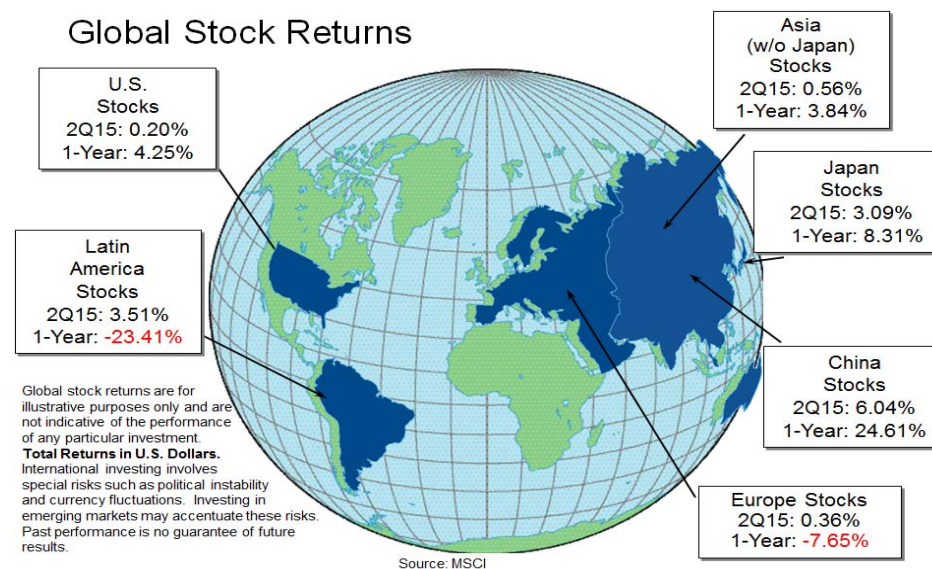 Global Stock Returns
U.S.
Stocks
2Q15: 0.20%
1-Year: 4.25%
Asia
(w/o Japan)
Stocks
2Q15: 0.56%
1-Year: 3.84%
Japan
Stocks
2Q15: 3.09%
1-Year: 8.31%
Latin
America
Stocks
2Q15: 3.51%
1-Year: -23.41%
China
Stocks
2Q15: 6.04%
1-Year: 24.61%
Europe Stocks
2Q15: 0.36%
1-Year: -7.65%
Global stock returns are for
illustrative purposes only and are
not indicative of the performance
of any particular investment.
Total Returns in U.S. Dollars.
International investing involves
special risks such as political instability
and currency fluctuations. Investing in
emerging markets may accentuate these risks.
Past performance is no guarantee of future
results.
Source: MSCI